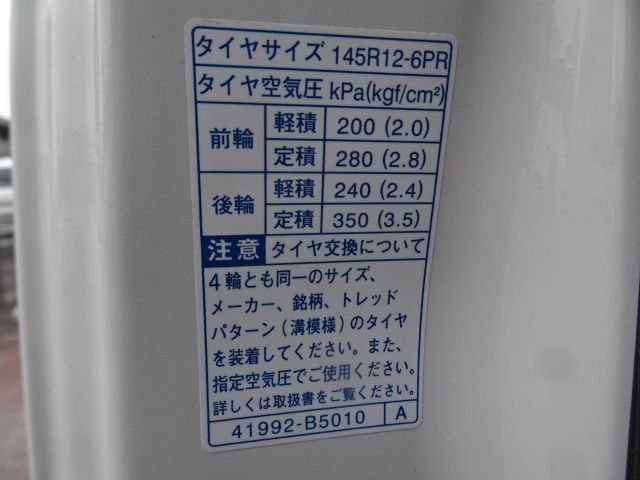 タイヤサイズ 145R12-6PR
タイヤ空気圧 kPa(kgf/cm²)
前輪 軽積 200 (2.0)
定積 280 (2.8)
後輪 軽積 240 (2.4)
定積 350 (3.5)
注意 タイヤ交換について
4輪とも同一のサイズ、
メーカー、銘柄、トレッド
パターン（溝模様）のタイヤ
を装着してください。また、
指定空気圧でご使用ください。
詳しくは取扱書をご覧ください。
41992-B5010 A